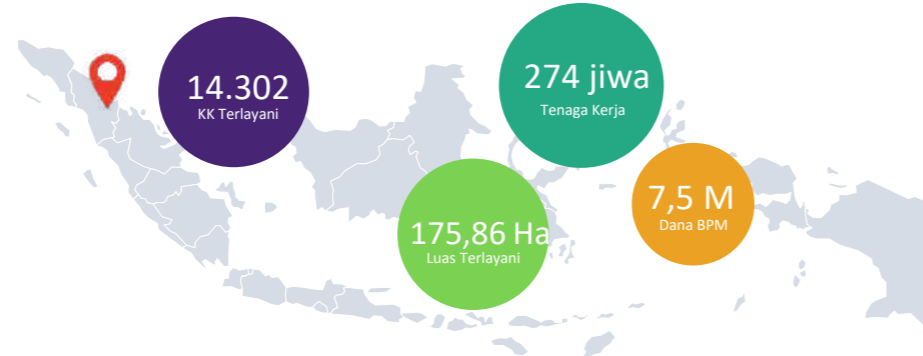 14.302
KK Terlayani
274 jiwa
Tenaga Kerja
175,86 Ha
Luas Terlayani
7,5 M
Dana BPM